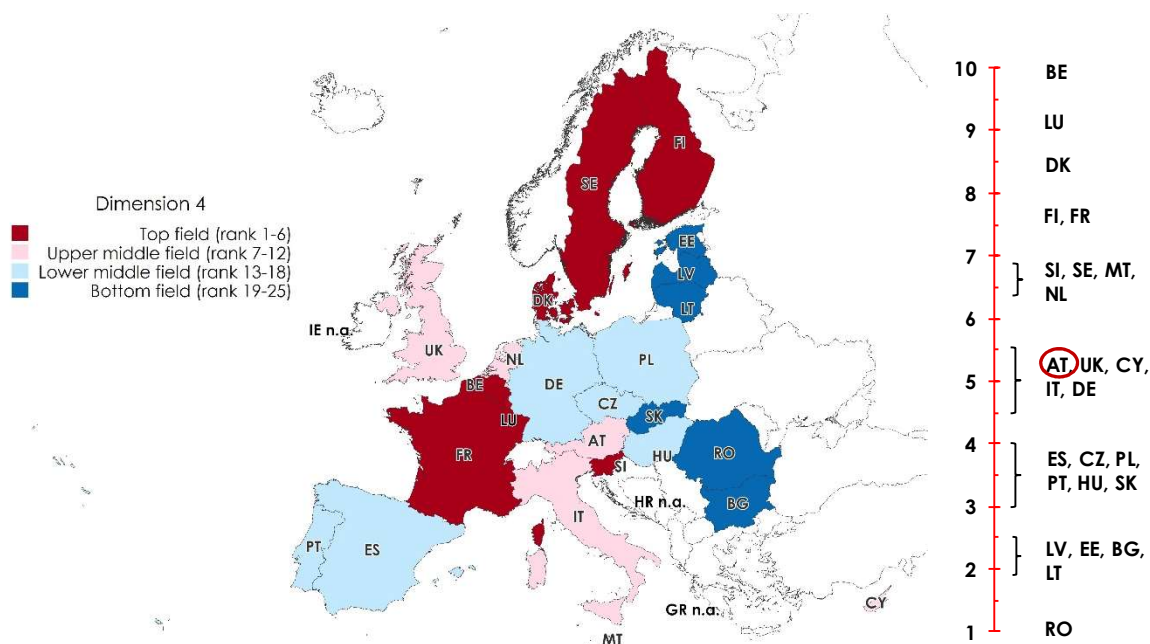 Dimension 4
Top field (rank 1-6)
Upper middle field (rank 7-12)
Lower middle field (rank 13-18)
Bottom field (rank 19-25)
FI
SE
EE
LV
LT
DK
IE n.a.
UK
NL
PL
DE
BE
CZ
LU
SK
AT
FR
HU
RO
SI
HR n.a.
BG
IT
PT
ES
GR n.a.
CY
MT
10
BE
9
LU
DK
8
FI, FR
7
SI, SE, MT,
NL
6
AT, UK, CY,
5
IT, DE
4
ES, CZ, PL,
PT, HU, SK
3
LV, EE, BG,
2
LT
1
RO